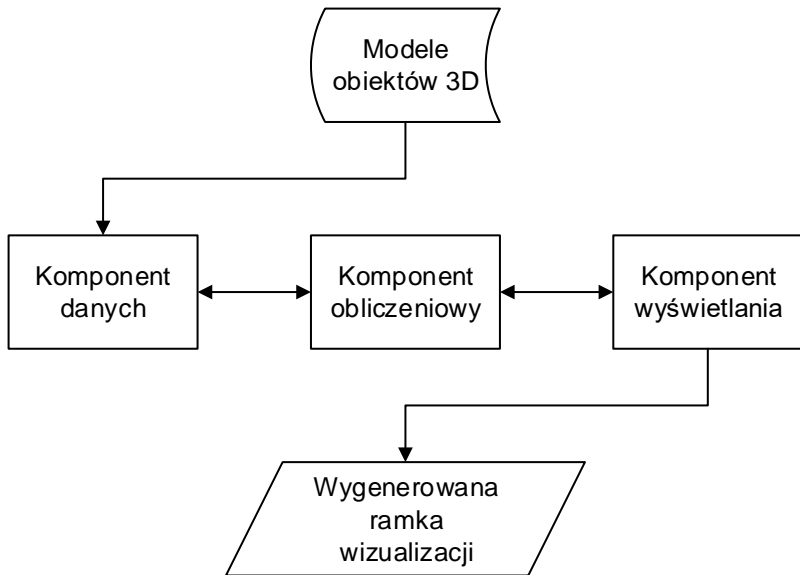 Modele
obiektów 3D
Komponent
danych
Komponent
obliczeniowy
Komponent
wyświetlania
Wygenerowana
ramka
wizualizacji